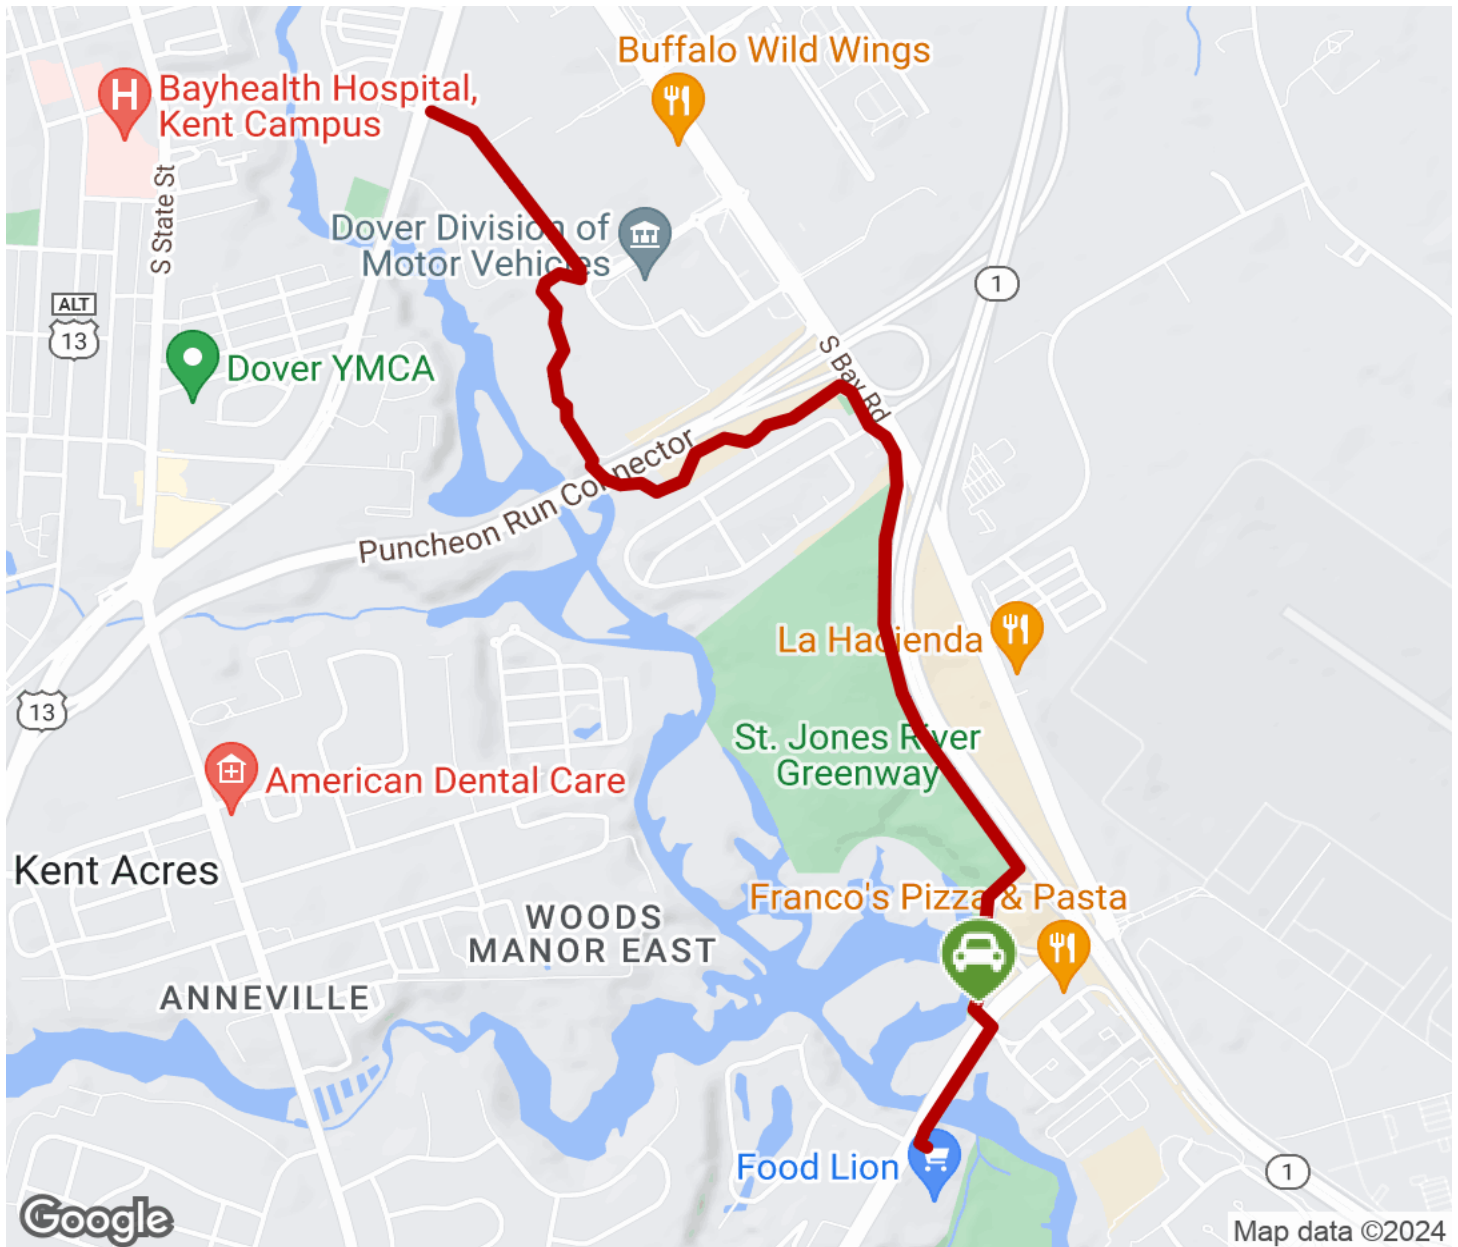 Buffalo Wild Wings
H
Bayhealth Hospital,
Kent Campus
S State St
Dover Division of
Motor Vehicles
1
ALT
13
Dover YMCA
S Bay Rd
Puncheon Run Connector
La Hacienda
13
St. Jones River
Greenway
American Dental Care
Kent Acres
Franco's Pizza & Pasta
WOODS
MANOR EAST
ANNEVILLE
Food Lion
1
Google
Map data ©2024